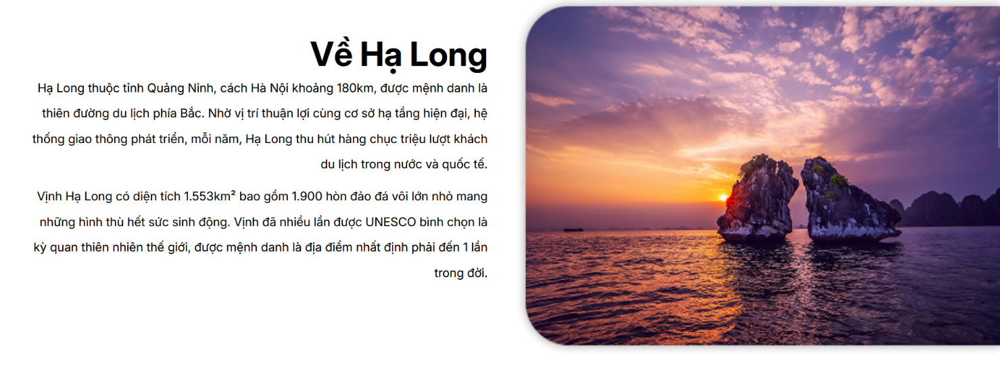 Về Hạ Long
Hạ Long thuộc tỉnh Quảng Ninh, cách Hà Nội khoảng 180km, được mệnh danh là
thiên đường du lịch phía Bắc. Nhờ vị trí thuận lợi cùng cơ sở hạ tầng hiện đại, hệ
thống giao thông phát triển, mỗi năm, Hạ Long thu hút hàng chục triệu lượt khách
du lịch trong nước và quốc tế.
Vịnh Hạ Long có diện tích 1.553km² bao gồm 1.900 hòn đảo đá vôi lớn nhỏ mang
những hình thù hết sức sinh động. Vịnh đã nhiều lần được UNESCO bình chọn là
kỳ quan thiên nhiên thế giới, được mệnh danh là địa điểm nhất định phải đến 1 lần
trong đời.